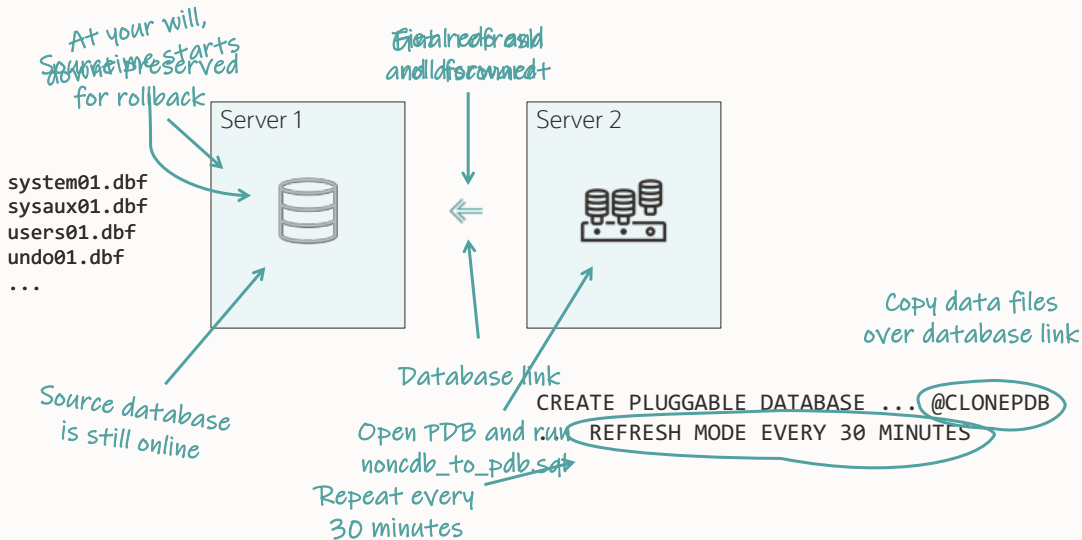 At your will,
starts
preserved
for rollback
Server 1
Server 2
system01.dbf
sysaux01.dbf
users01.dbf
undo01.dbf
...
Copy data files
over database link
Source database
is still online
Database link
CREATE PLUGGABLE DATABASE ... @CLONEPDB
... REFRESH MODE EVERY 30 MINUTES
Open PDB and run
noncdb_to_pdb.sql
Repeat every
30 minutes